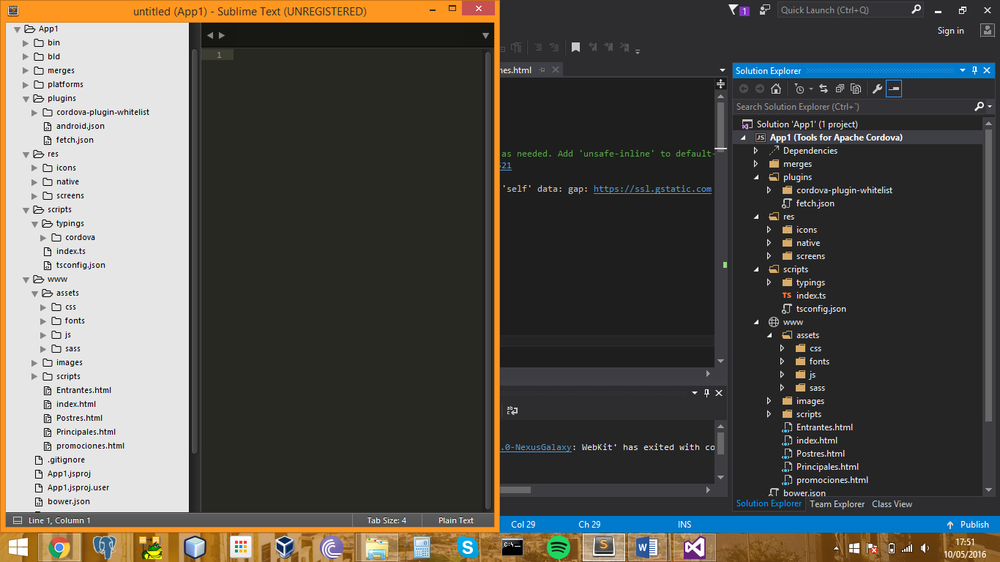 untitled (App1) - Sublime Text (UNREGISTERED)
App1
bin
bld
merges
platforms
plugins
cordova-plugin-whitelist
android.json
fetch.json
res
icons
native
screens
scripts
typings
cordova
index.ts
tsconfig.json
www
assets
css
fonts
js
sass
images
scripts
Entrantes.html
index.html
Postres.html
Principales.html
promociones.html
.gitignore
App1.jsproj
App1.jsproj.user
bower.json
1
Line 1, Column 1
Tab Size: 4
Plain Text
1
Quick Launch (Ctrl+Q)
Sign in
nes.html
as needed. Add 'unsafe-inline' to default-
521
'self' data: gap: https://ssl.gstatic.com
.0-NexusGalaxy: WebKit' has exited with co
Solution Explorer
Search Solution Explorer (Ctrl+`)
Solution 'App1' (1 project)
JS App1 (Tools for Apache Cordova)
Dependencies
merges
plugins
cordova-plugin-whitelist
fetch.json
res
icons
native
screens
scripts
typings
TS index.ts
tsconfig.json
www
assets
css
fonts
js
sass
images
scripts
Entrantes.html
index.html
Postres.html
Principales.html
promociones.html
bower.json
Solution Explorer
Team Explorer
Class View
Col 29
Ch 29
INS
Publish
17:51
10/05/2016